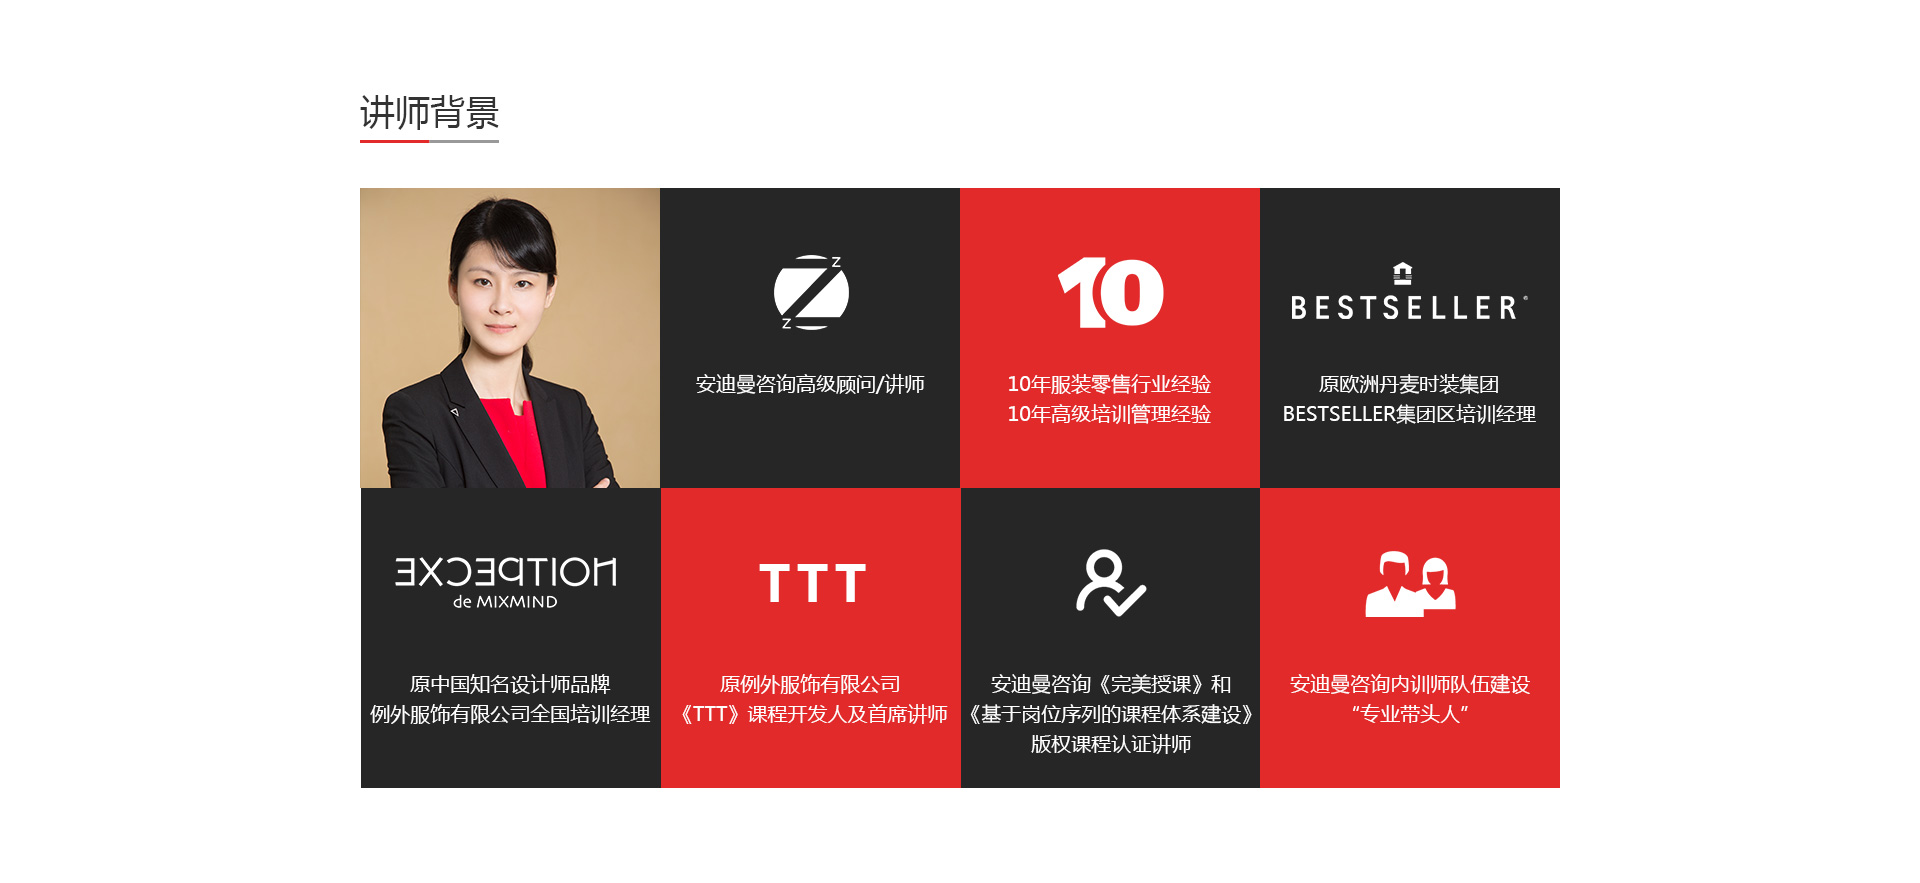 讲师背景
Z
Z
Z
安迪曼咨询高级顾问/讲师
10
10年服装零售行业经验
10年高级培训管理经验
BESTSELLER
原欧洲丹麦时装集团
BESTSELLER集团区培训经理
EXCEPTION
de MIXMIND
原中国知名设计师品牌
例外服饰有限公司全国培训经理
TTT
原例外服饰有限公司
《TTT》课程开发人及首席讲师
安迪曼咨询《完美授课》和
《基于岗位序列的课程体系建设》
版权课程认证讲师
安迪曼咨询内训师队伍建设
“专业带头人”